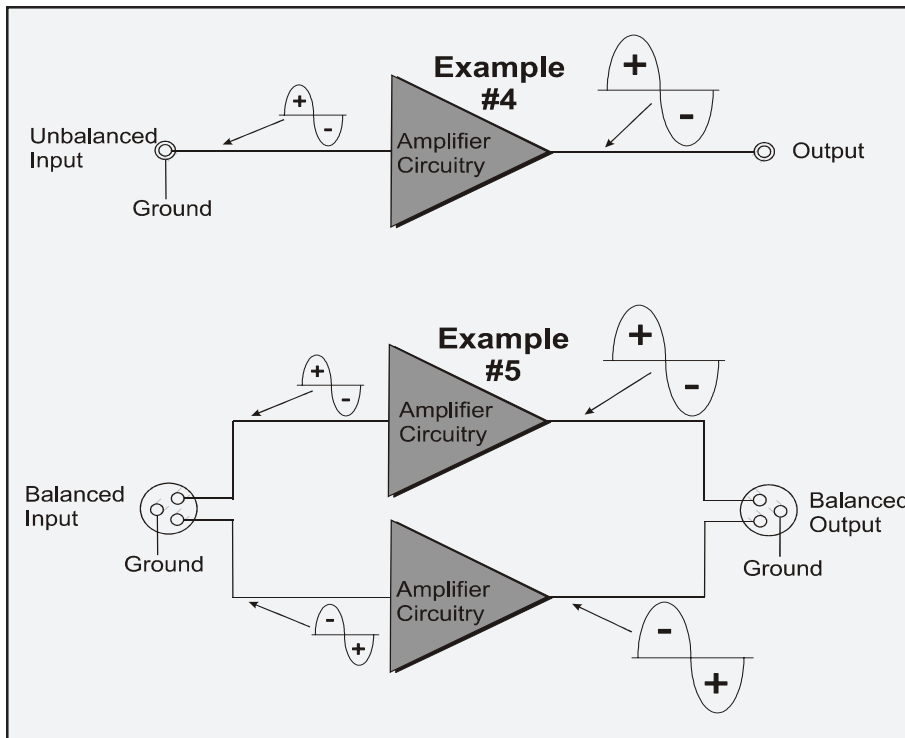 Example
#4
+
-
+
-
Unbalanced
Input
Amplifier
Circuitry
Output
Ground
Example
#5
+
-
+
-
Amplifier
Circuitry
Balanced
Input
Balanced
Output
Ground
Ground
Amplifier
Circuitry
-
+
-
+